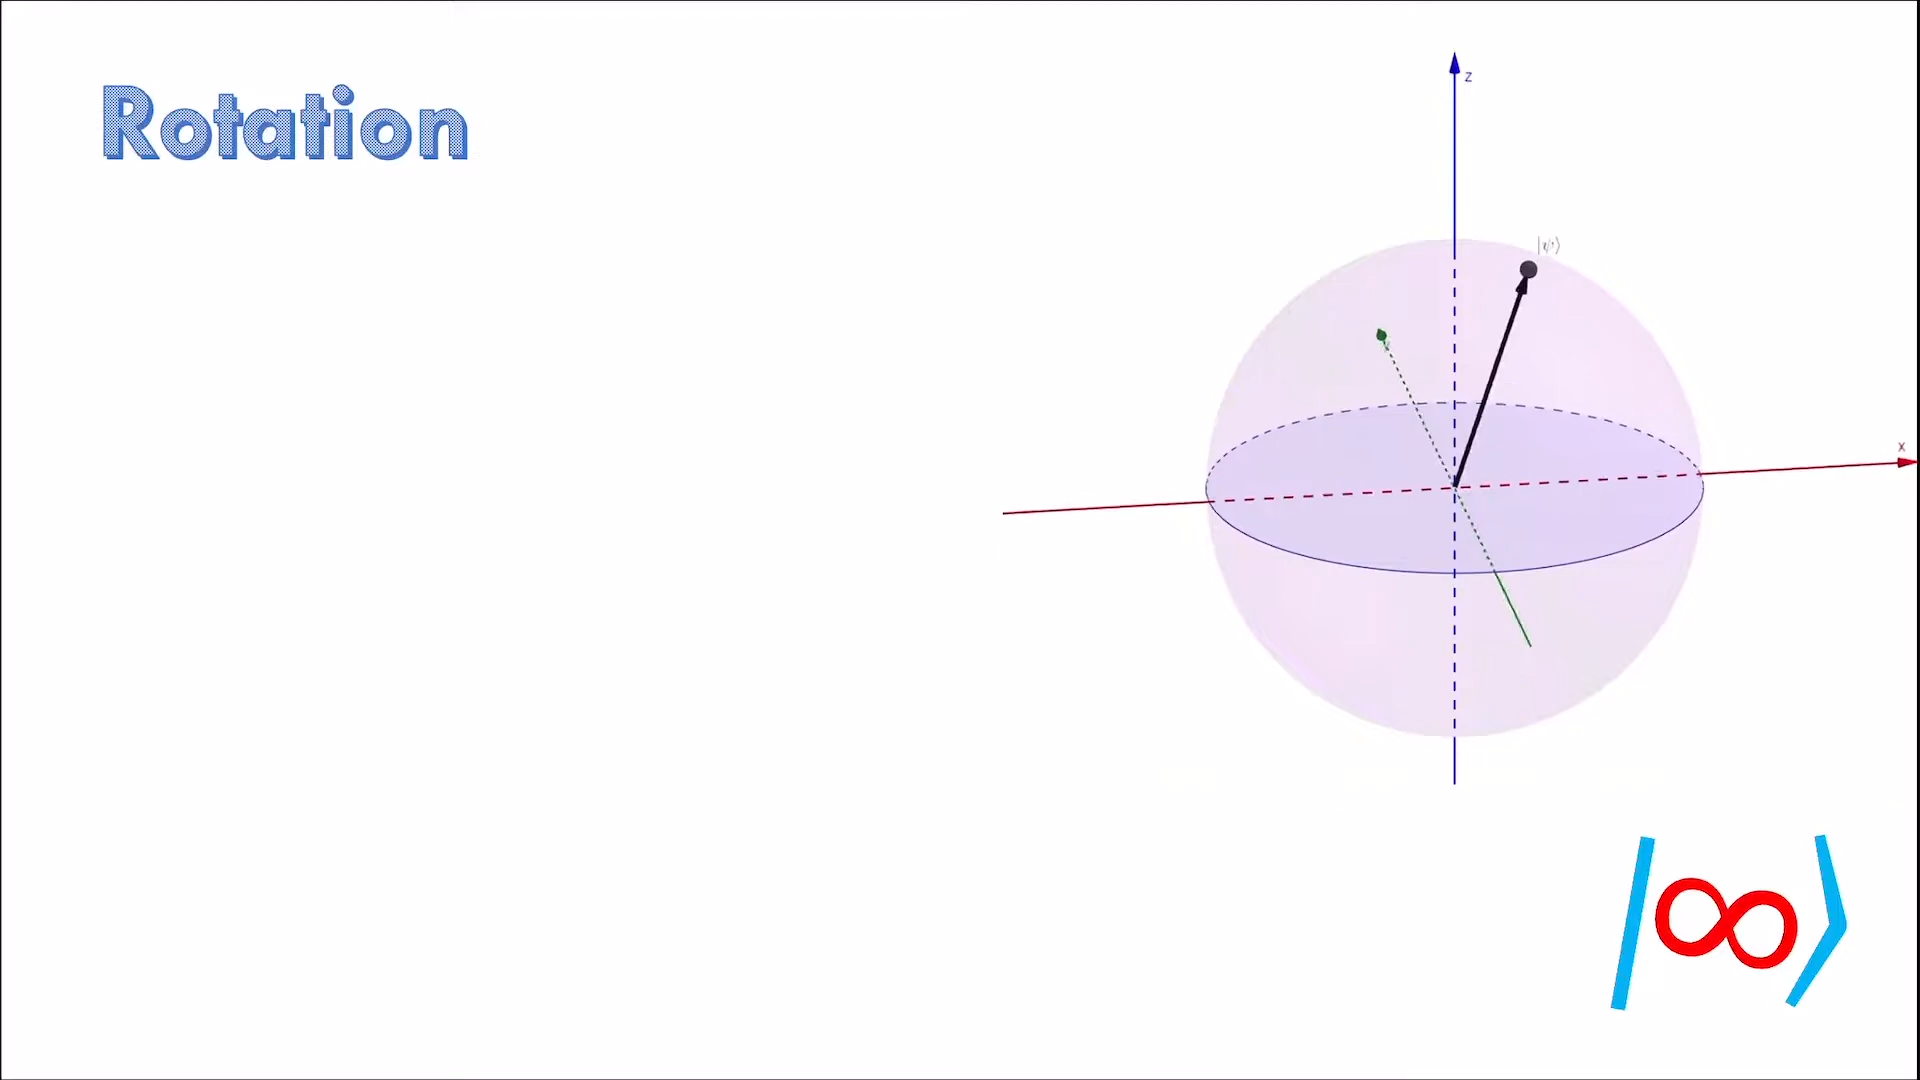 Rotation
z
|ψ⟩
x
|∞⟩